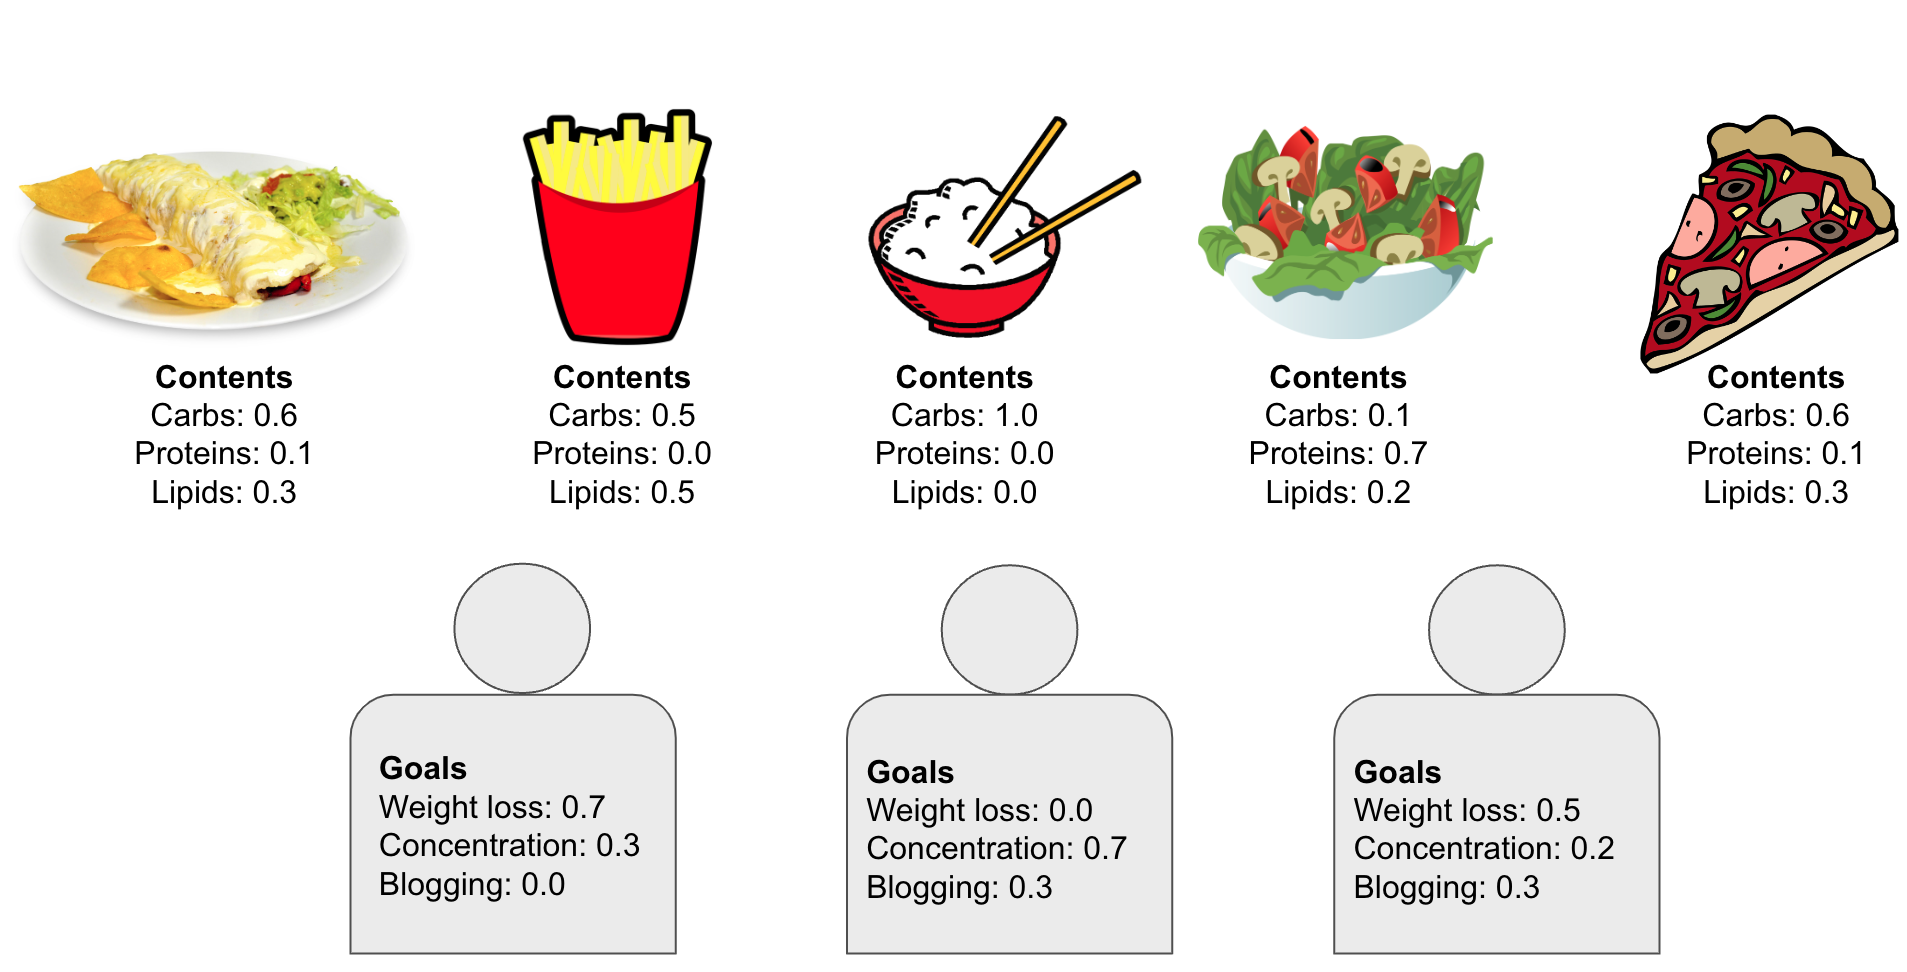 Contents
Carbs: 0.6
Proteins: 0.1
Lipids: 0.3
Contents
Carbs: 0.5
Proteins: 0.0
Lipids: 0.5
Contents
Carbs: 1.0
Proteins: 0.0
Lipids: 0.0
Contents
Carbs: 0.1
Proteins: 0.7
Lipids: 0.2
Contents
Carbs: 0.6
Proteins: 0.1
Lipids: 0.3
Goals
Weight loss: 0.7
Concentration: 0.3
Blogging: 0.0
Goals
Weight loss: 0.0
Concentration: 0.7
Blogging: 0.3
Goals
Weight loss: 0.5
Concentration: 0.2
Blogging: 0.3